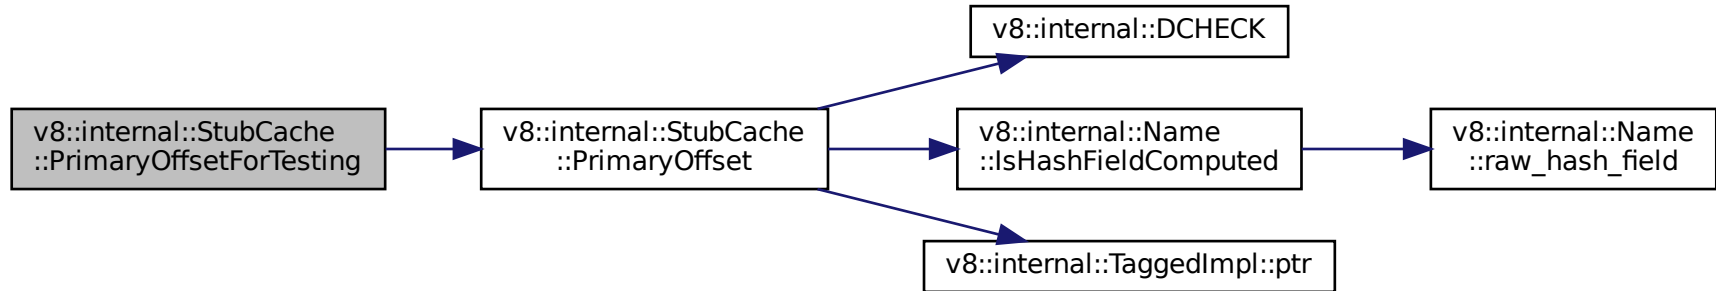 v8::internal::StubCache
::PrimaryOffsetForTesting
v8::internal::StubCache
::PrimaryOffset
v8::internal::DCHECK
v8::internal::Name
::IsHashFieldComputed
v8::internal::Name
::raw_hash_field
v8::internal::TaggedImpl::ptr